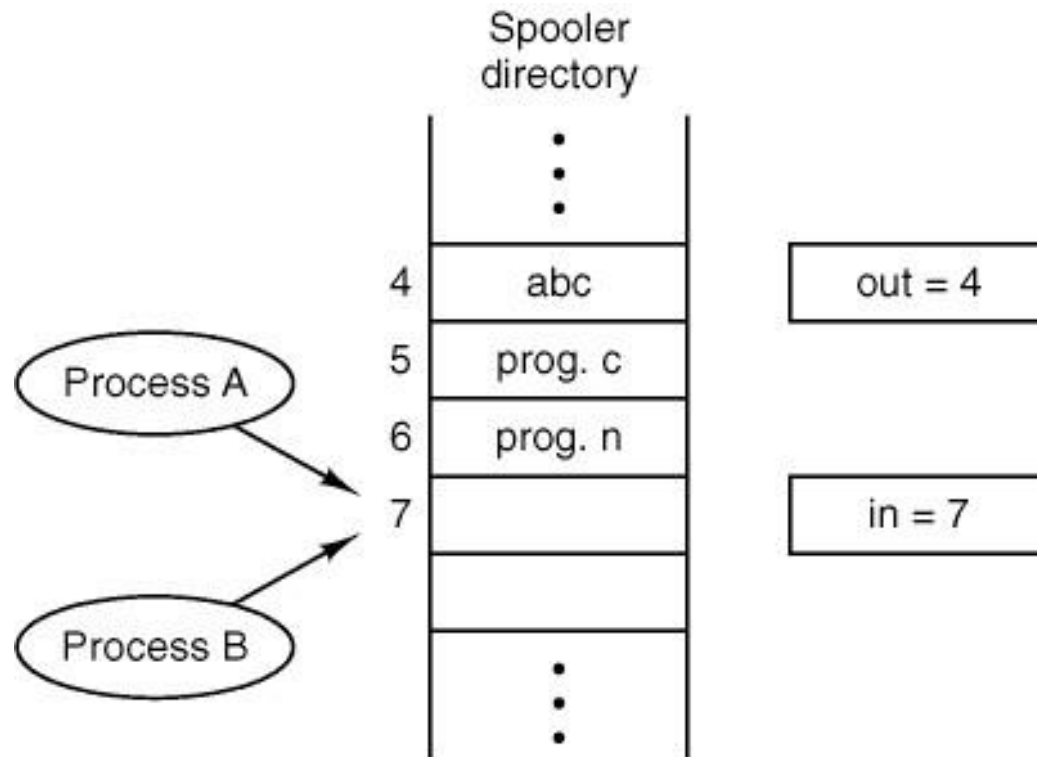 Spooler
directory
4
abc
out = 4
Process A
5
prog. c
6
prog. n
7
in = 7
Process B